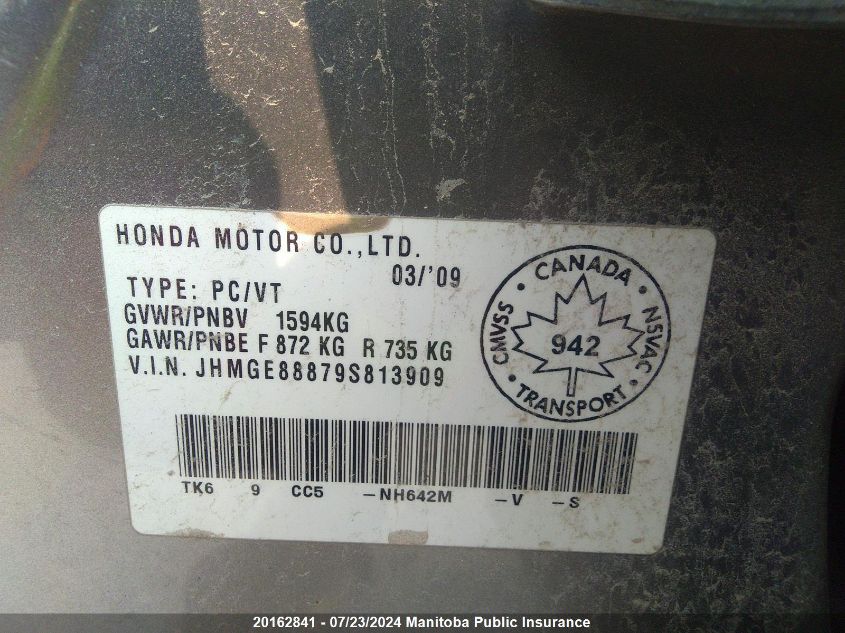 HONDA MOTOR CO.,LTD.
03/'09
TYPE: PC/VT
GVWR/PNBV 1594KG
GAWR/PNBE F 872 KG R 735 KG
V.I.N. JHMGE88879S813909
CANADA
CMVSS
NSVAC
942
TRANSPORT
TK6 9 CC5 -NH642M -V -S
20162841 - 07/23/2024 Manitoba Public Insurance